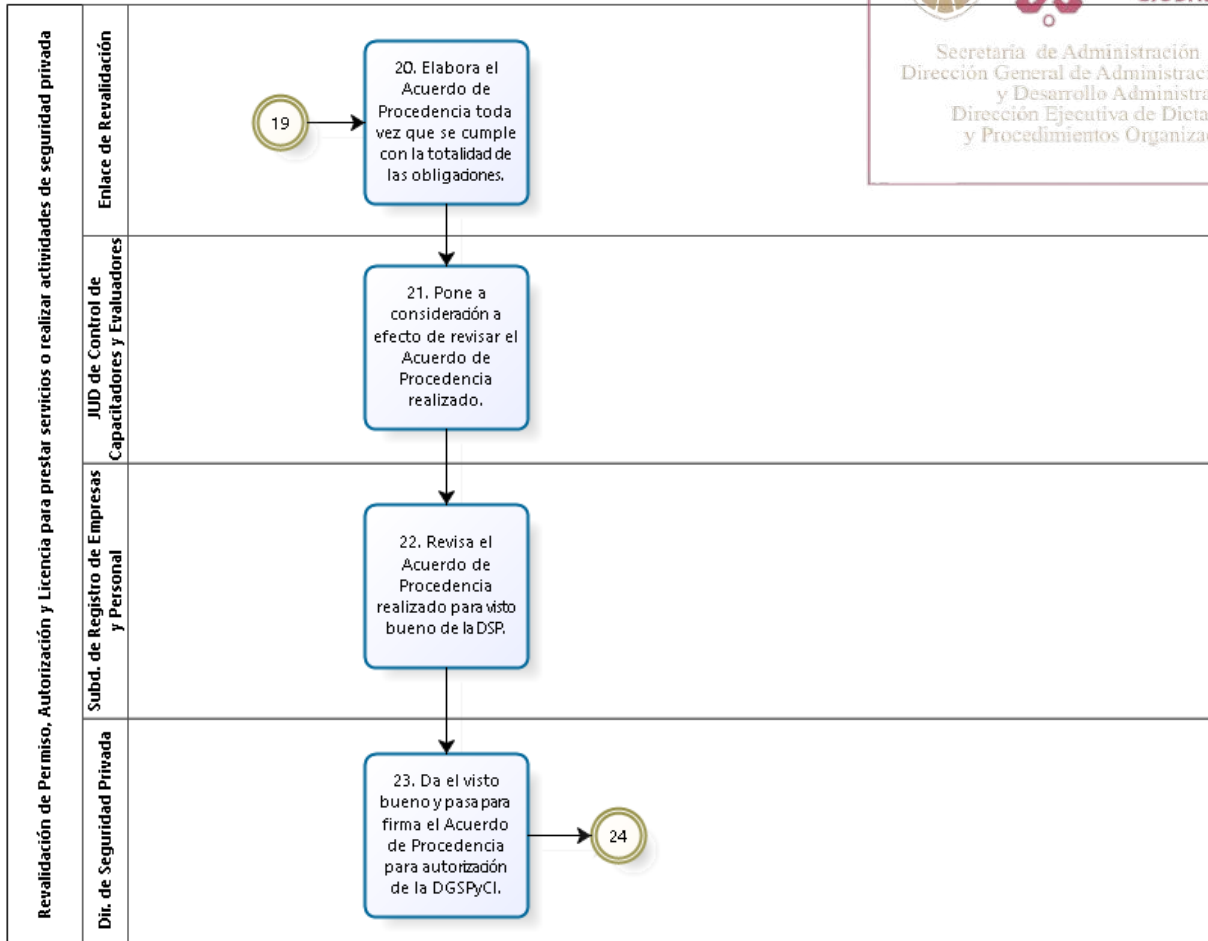 Secretaría de Administración
Dirección General de
y Desarrollo
Dirección Ejecutiva de
y Procedimientos
Revalidación de Permiso, Autorización y Licencia para prestar servicios o realizar actividades de seguridad privada
Enlace de Revalidación
19
20. Elabora el
Acuerdo de
Procedencia toda
vez que se cumple
con la totalidad de
las obligaciones.
JUD de Control de
Capacitadores y Evaluadores
21. Pone a
consideración a
efecto de revisar el
Acuerdo de
Procedencia
realizado.
Subd. de Registro de Empresas
y Personal
22. Revisa el
Acuerdo de
Procedencia
realizado para visto
bueno de la DSP.
Dir. de Seguridad Privada
23. Da el visto
bueno y pasa para
firma el Acuerdo
de Procedencia
para autorización
de la DGSPyCI.
24